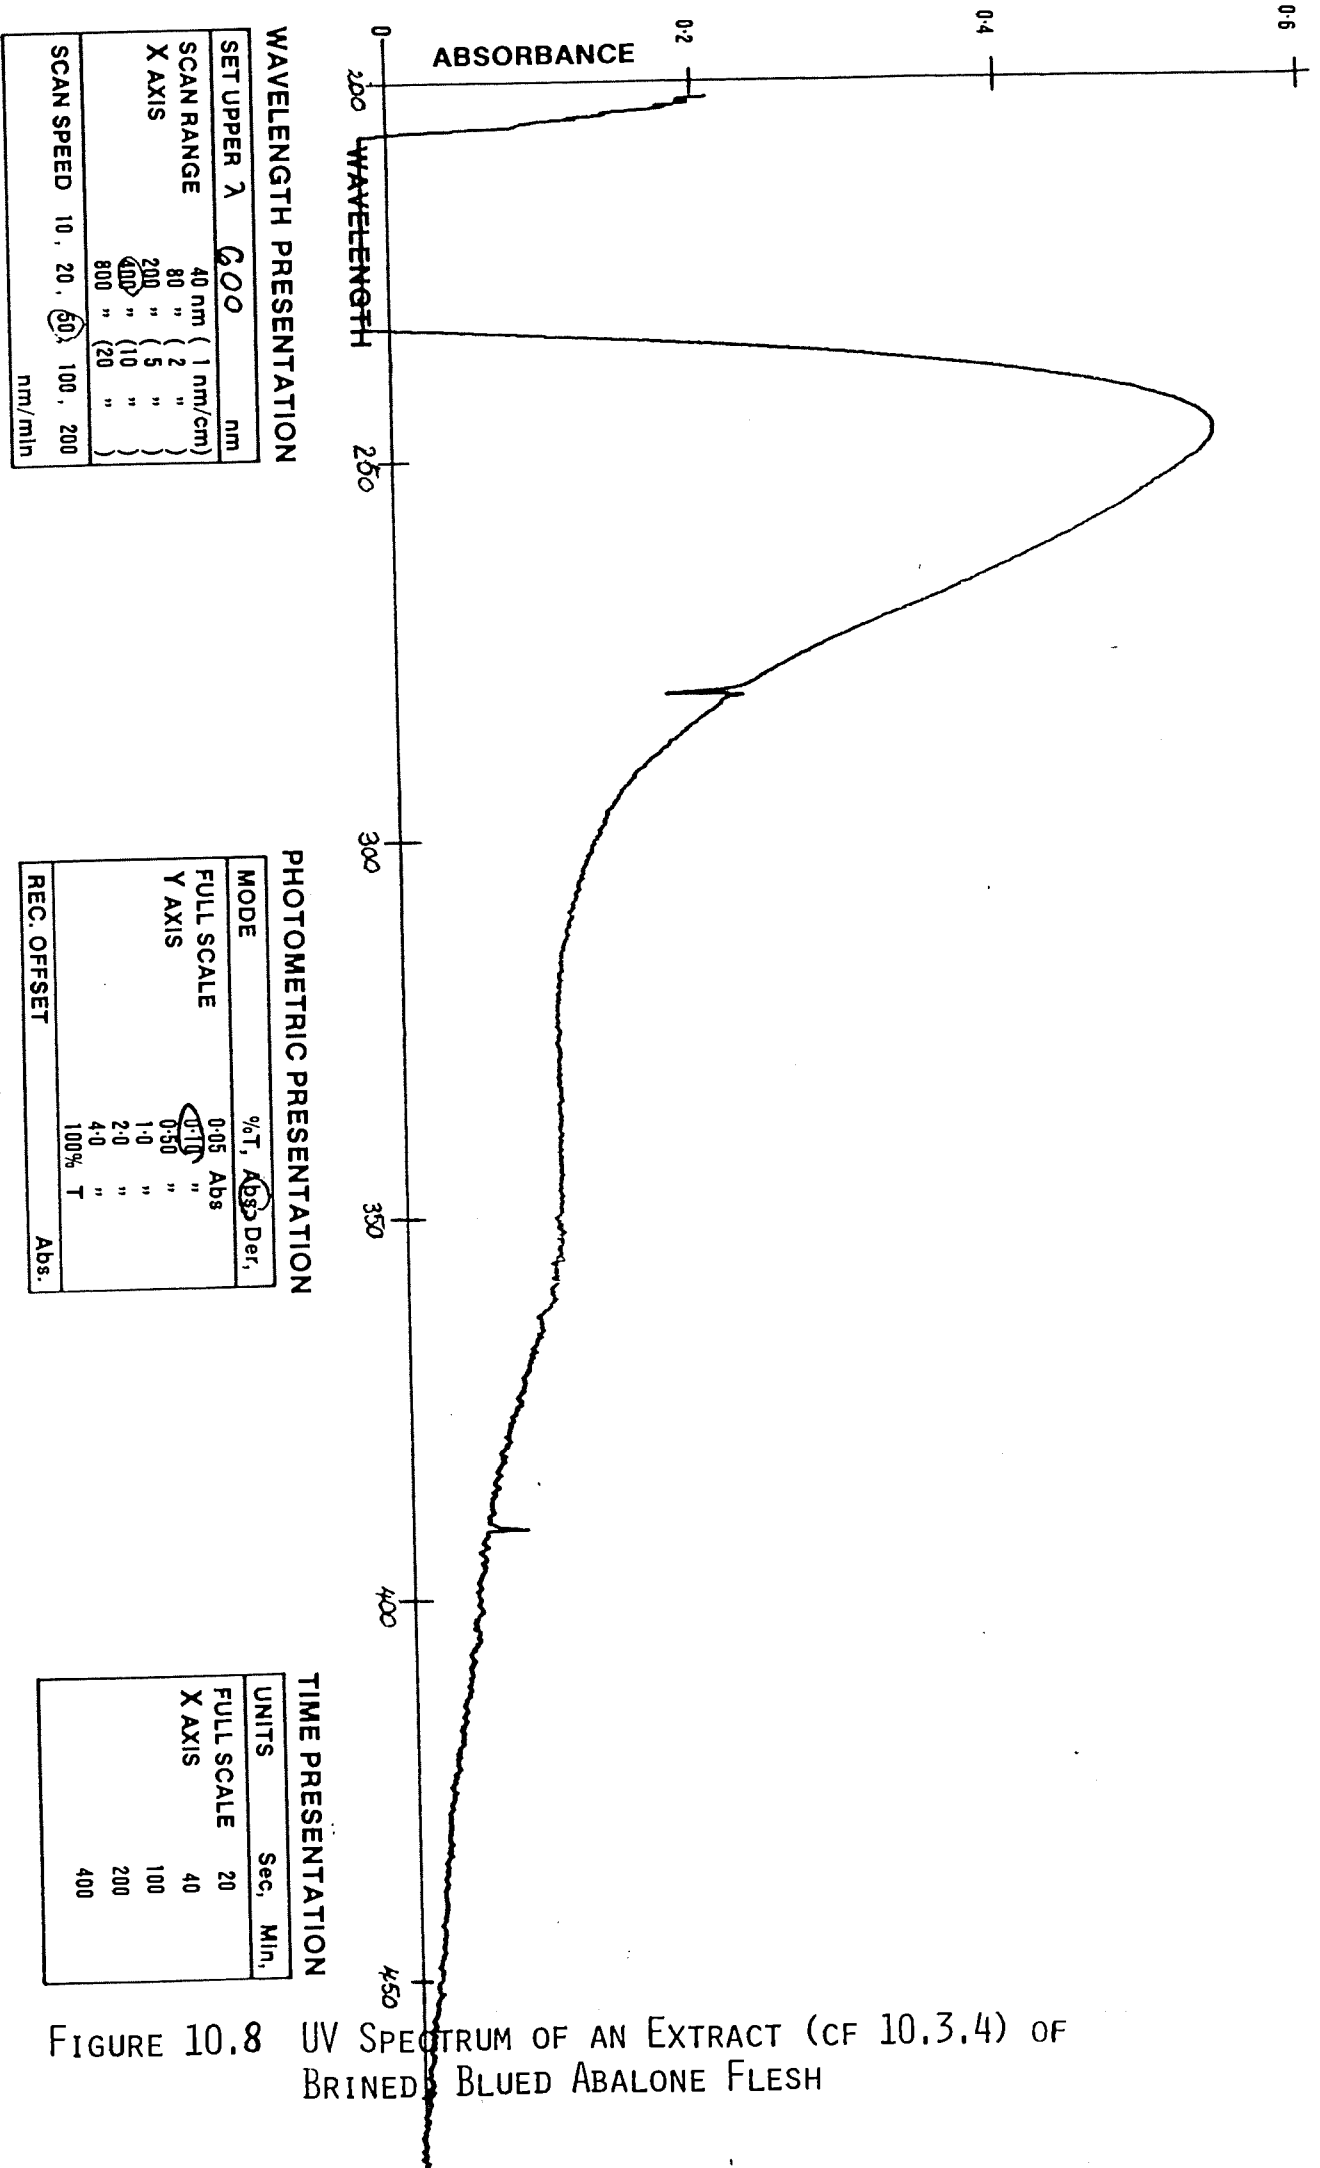 0
0·2
0·4
0·6
ABSORBANCE
200
250
300
350
400
450
WAVELENGTH
WAVELENGTH PRESENTATION
SET UPPER λ 600 nm
SCAN RANGE 40 nm ( 1 nm/cm)
X AXIS 80 " ( 2 " )
200 " ( 5 " )
400 " (10 " )
800 " (20 " )
SCAN SPEED 10, 20, 50, 100, 200
nm/min
PHOTOMETRIC PRESENTATION
MODE %T, Abs, Der,
FULL SCALE 0·05 Abs
Y AXIS 0·10 "
0·50 "
1·0 "
2·0 "
4·0 "
100% T
REC. OFFSET Abs.
TIME PRESENTATION
UNITS Sec, Min,
FULL SCALE 20
X AXIS 40
100
200
400
FIGURE 10.8 UV SPECTRUM OF AN EXTRACT (CF 10.3.4) OF
BRINED BLUED ABALONE FLESH